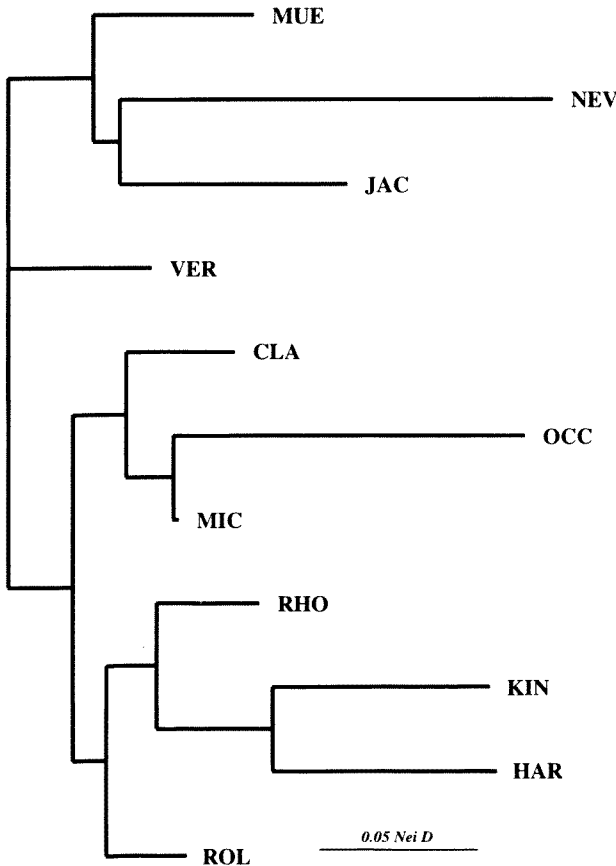 MUE
NEV
JAC
VER
CLA
OCC
MIC
RHO
KIN
HAR
0.05 Nei D
ROL